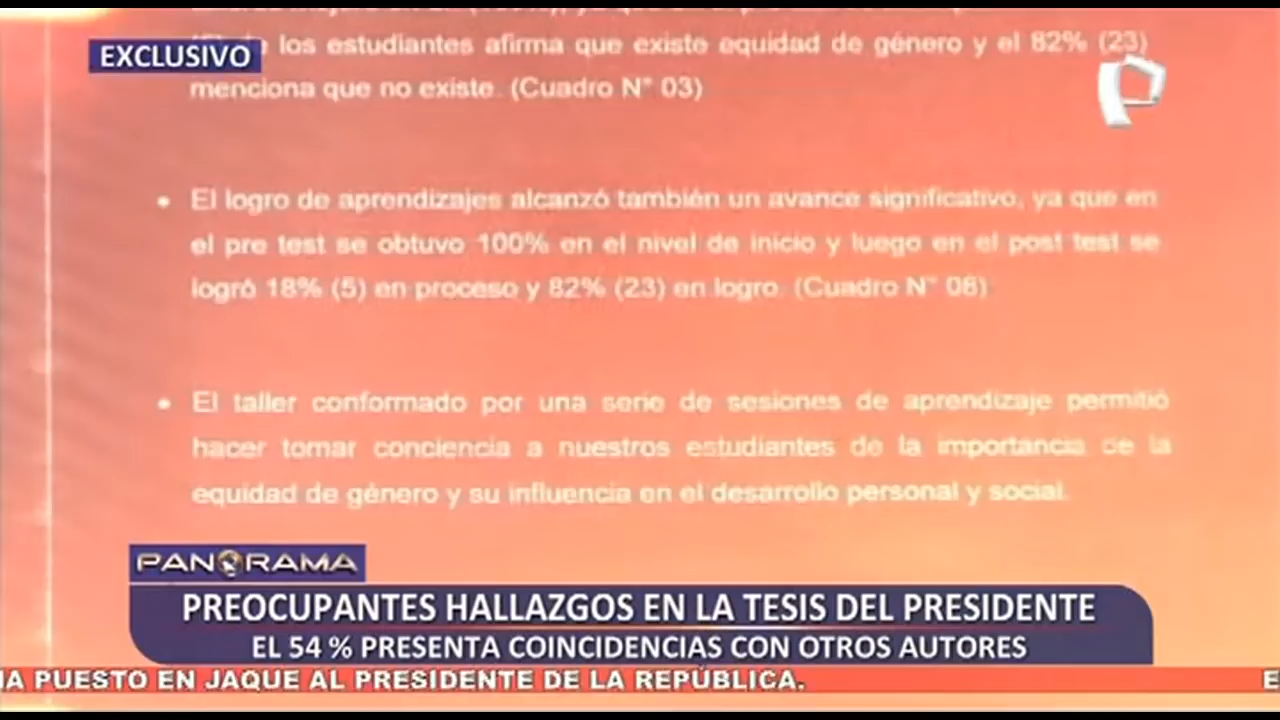 EXCLUSIVO
de los estudiantes afirma que existe equidad de género y el 82% (23)
menciona que no existe. (Cuadro N° 03)
• El logro de aprendizajes alcanzó también un avance significativo, ya que en
el pre test se obtuvo 100% en el nivel de inicio y luego en el post test se
logró 18% (5) en proceso y 82% (23) en logro. (Cuadro N° 06)
• El taller conformado por una serie de sesiones de aprendizaje permitió
hacer tomar conciencia a nuestros estudiantes de la importancia de la
equidad de género y su influencia en el desarrollo personal y social.
PANORAMA
PREOCUPANTES HALLAZGOS EN LA TESIS DEL PRESIDENTE
EL 54 % PRESENTA COINCIDENCIAS CON OTROS AUTORES
PUESTO EN JAQUE AL PRESIDENTE DE LA REPÚBLICA.